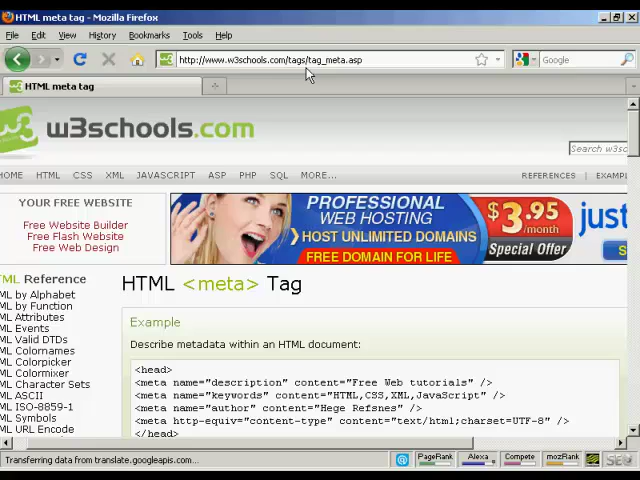 HTML meta tag - Mozilla Firefox
File Edit View History Bookmarks Tools Help
http://www.w3schools.com/tags/tag_meta.asp
Google
HTML meta tag
w3schools.com
Search w3sc
HOME HTML CSS XML JAVASCRIPT ASP PHP SQL MORE... REFERENCES EXAMPL
YOUR FREE WEBSITE
Free Website Builder
Free Flash Website
Free Web Design
PROFESSIONAL
WEB HOSTING
HOST UNLIMITED DOMAINS
FREE DOMAIN FOR LIFE
$3.95
/month
Special Offer
just
S
TML Reference
ML by Alphabet
ML by Function
ML Attributes
ML Events
ML Valid DTDs
ML Colornames
ML Colorpicker
ML Colormixer
ML Character Sets
ML ASCII
ML ISO-8859-1
ML Symbols
ML URL Encode
HTML <meta> Tag
Example
Describe metadata within an HTML document:
<head>
<meta name="description" content="Free Web tutorials" />
<meta name="keywords" content="HTML,CSS,XML,JavaScript" />
<meta name="author" content="Hege Refsnes" />
<meta http-equiv="content-type" content="text/html;charset=UTF-8" />
</head>
Transferring data from translate.googleapis.com...
PageRank
Alexa
Compete
mozRank
SEO